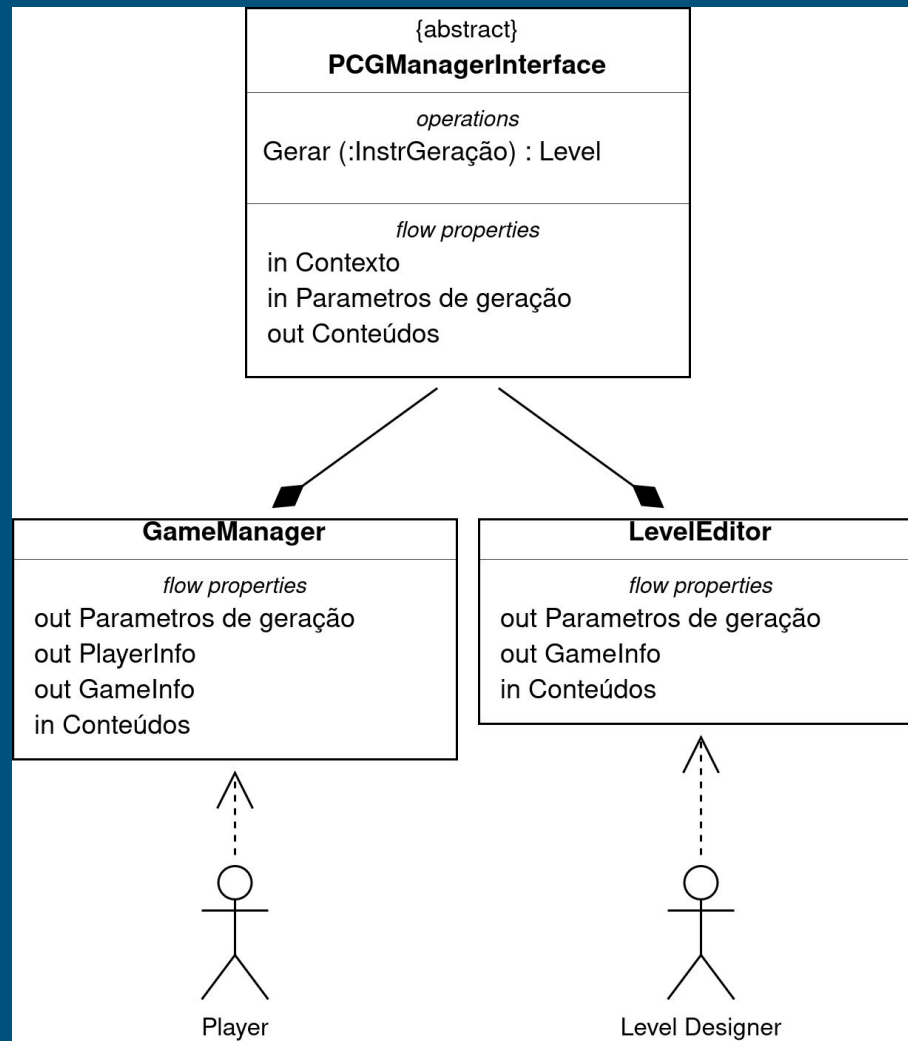 {abstract}
PCGManagerInterface
operations
Gerar (:InstrGeração) : Level
flow properties
in Contexto
in Parametros de geração
out Conteúdos
GameManager
flow properties
out Parametros de geração
out PlayerInfo
out GameInfo
in Conteúdos
LevelEditor
flow properties
out Parametros de geração
out GameInfo
in Conteúdos
Player
Level Designer